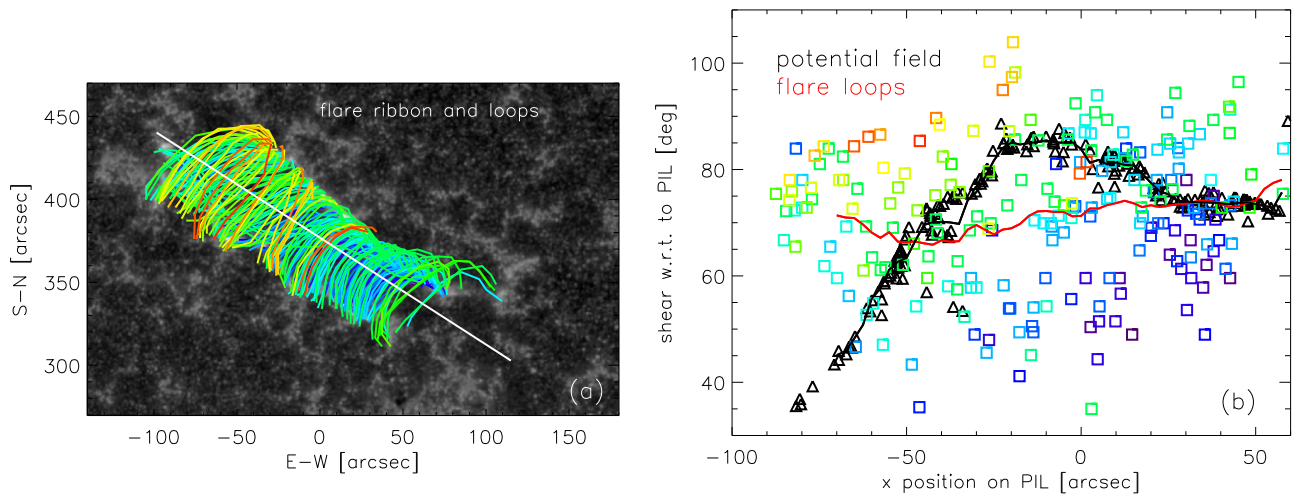 flare ribbon and loops
450
400
350
300
S−N [arcsec]
−100 −50 0 50 100 150
E−W [arcsec]
(a)
potential field
flare loops
100
80
60
40
shear w.r.t. to PIL [deg]
−100 −50 0 50
x position on PIL [arcsec]
(b)